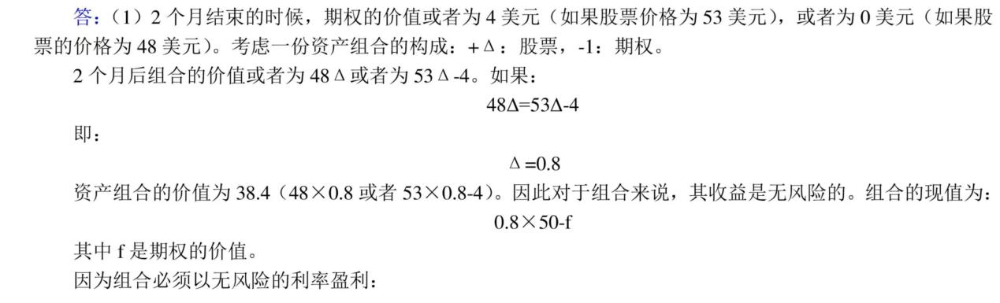 答：（1）2 个月结束的时候，期权的价值或者为 4 美元（如果股票价格为 53 美元），或者为 0 美元（如果股
票的价格为 48 美元）。考虑一份资产组合的构成：+Δ：股票，-1：期权。
2 个月后组合的价值或者为 48Δ或者为 53Δ-4。如果：
48Δ=53Δ-4
即：
Δ=0.8
资产组合的价值为 38.4（48×0.8 或者 53×0.8-4）。因此对于组合来说，其收益是无风险的。组合的现值为：
0.8×50-f
其中 f 是期权的价值。
因为组合必须以无风险的利率盈利：